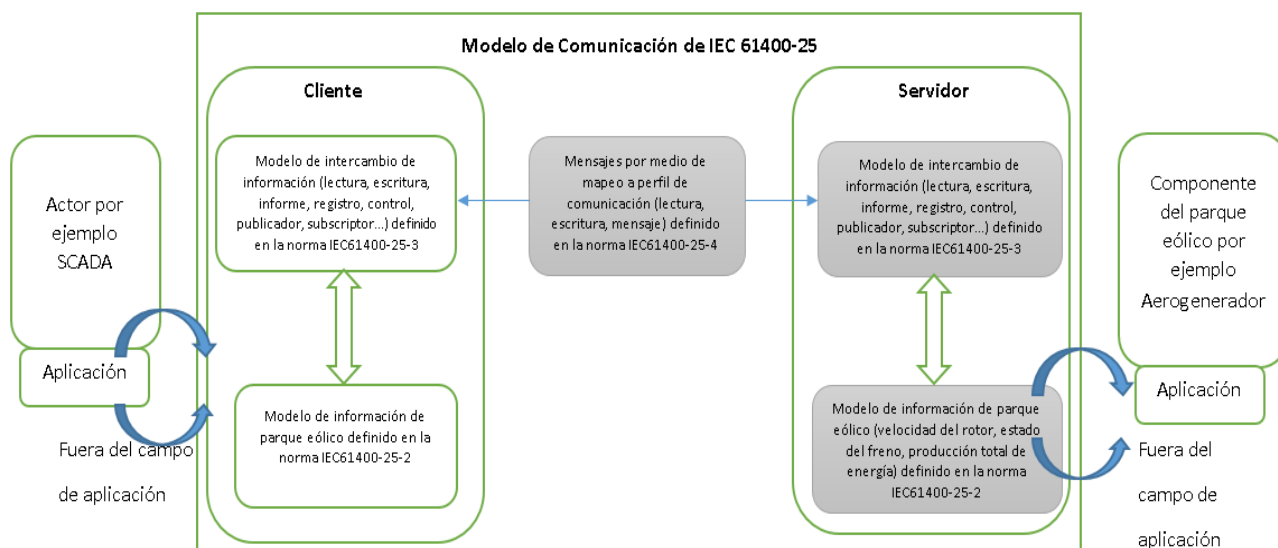 Modelo de Comunicación de IEC 61400-25
Cliente
Servidor
Actor por
ejemplo
SCADA
Aplicación
Fuera del campo
de aplicación
Modelo de intercambio de
información (lectura, escritura,
informe, registro, control,
publicador, subscriptor...) definido
en la norma IEC61400-25-3
Modelo de información de
parque eólico definido en la
norma IEC61400-25-2
Mensajes por medio de
mapeo a perfil de
comunicación (lectura,
escritura, mensaje) definido
en la norma IEC61400-25-4
Modelo de intercambio de
información (lectura, escritura,
informe, registro, control,
publicador, subscriptor...) definido
en la norma IEC61400-25-3
Modelo de información de parque
eólico (velocidad del rotor, estado
del freno, producción total de
energía) definido en la norma
IEC61400-25-2
Componente
del parque
eólico por
ejemplo
Aerogenerador
Aplicación
Fuera del
campo de
aplicación